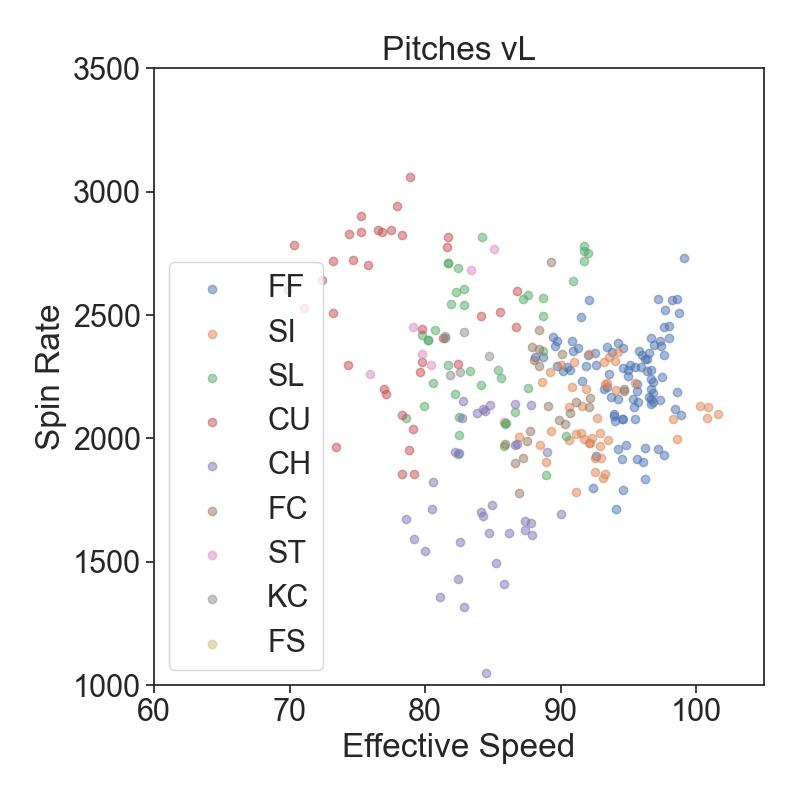 Pitches vL
3500
3000
2500
2000
1500
1000
Spin Rate
FF
SI
SL
CU
CH
FC
ST
KC
FS
60 70 80 90 100
Effective Speed